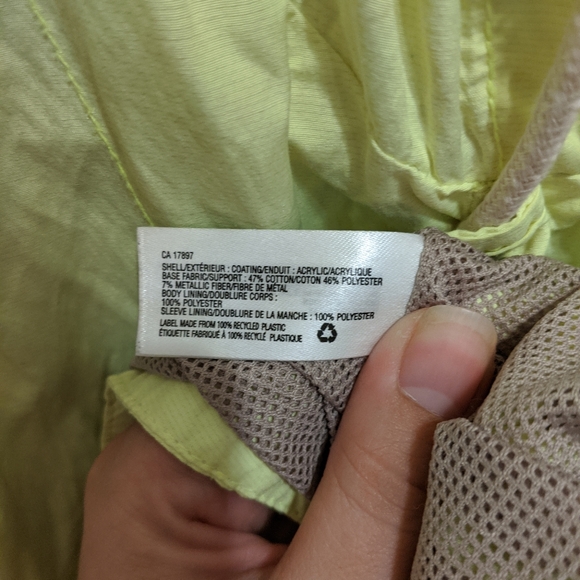 CA 17897
SHELL/EXTÉRIEUR : COATING/ENDUIT : ACRYLIC/ACRYLIQUE
BASE FABRIC/SUPPORT : 47% COTTON/COTON 46% POLYESTER
7% METALLIC FIBER/FIBRE DE MÉTAL
BODY LINING/DOUBLURE CORPS :
100% POLYESTER
SLEEVE LINING/DOUBLURE DE LA MANCHE : 100% POLYESTER
LABEL MADE FROM 100% RECYCLED PLASTIC
ÉTIQUETTE FABRIQUÉ À 100% RECYCLÉ PLASTIQUE